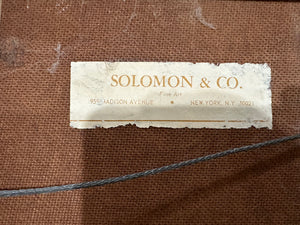 SOLOMON & CO.
Fine Art
MADISON AVENUE • NEW YORK, N.Y. 10021